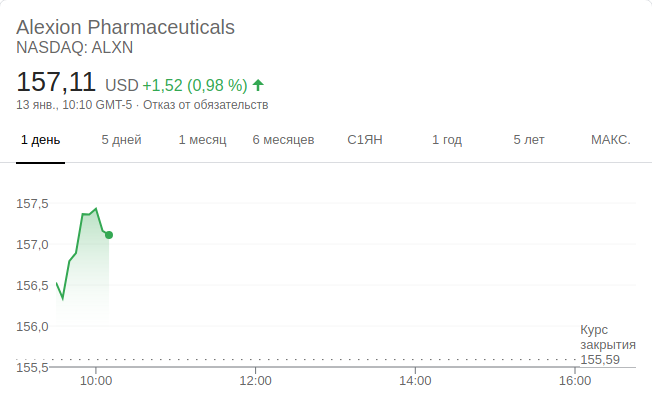 Alexion Pharmaceuticals
NASDAQ: ALXN
157,11 USD +1,52 (0,98 %)
13 янв., 10:10 GMT-5 · Отказ от обязательств
1 день 5 дней 1 месяц 6 месяцев С1ЯН 1 год 5 лет МАКС.
157,5
157,0
156,5
156,0
Курс
закрытия
155,59
155,5
10:00 12:00 14:00 16:00